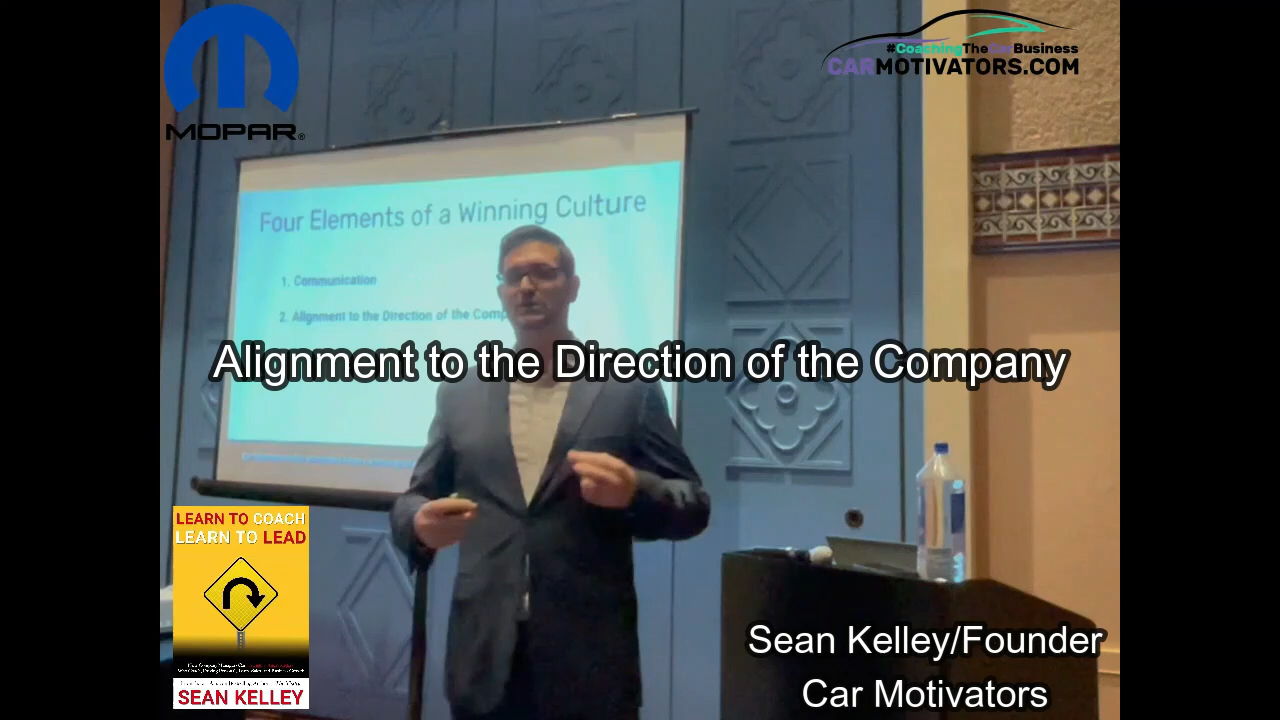 MOPAR®
#CoachingTheCarBusiness
CARMOTIVATORS.COM
Four Elements of a Winning Culture
1. Communication
2. Alignment to the Direction of the Comp
Alignment to the Direction of the Company
LEARN TO COACH
LEARN TO LEAD
SEAN KELLEY
Sean Kelley/Founder
Car Motivators